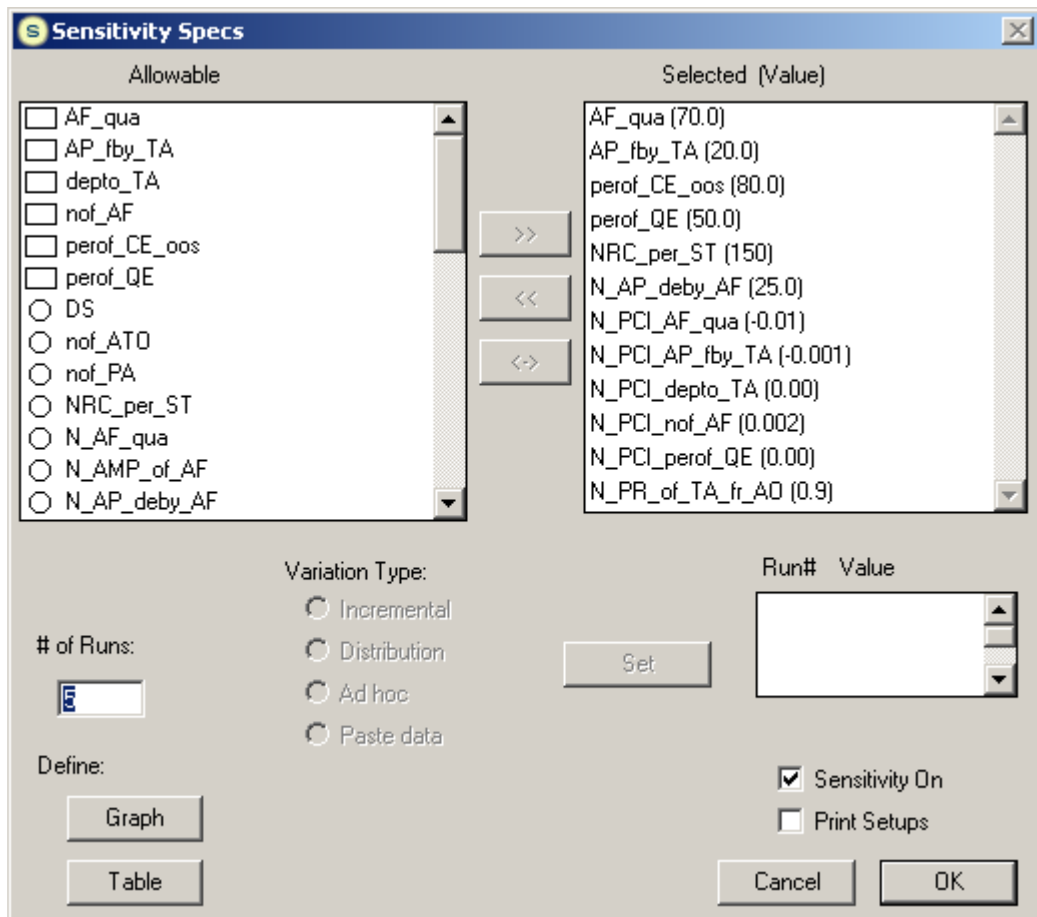 Sensitivity Specs
Allowable
AF_qua
AP_fby_TA
depto_TA
nof_AF
perof_CE_oos
perof_QE
DS
nof_ATO
nof_PA
NRC_per_ST
N_AF_qua
N_AMP_of_AF
N_AP_deby_AF
>>
<<
<->
Selected (Value)
AF_qua (70.0)
AP_fby_TA (20.0)
perof_CE_oos (80.0)
perof_QE (50.0)
NRC_per_ST (150)
N_AP_deby_AF (25.0)
N_PCI_AF_qua (-0.01)
N_PCI_AP_fby_TA (-0.001)
N_PCI_depto_TA (0.00)
N_PCI_nof_AF (0.002)
N_PCI_perof_QE (0.00)
N_PR_of_TA_fr_AO (0.9)
# of Runs:
5
Variation Type:
Incremental
Distribution
Ad hoc
Paste data
Set
Run# Value
Define:
Graph
Table
Sensitivity On
Print Setups
Cancel
OK